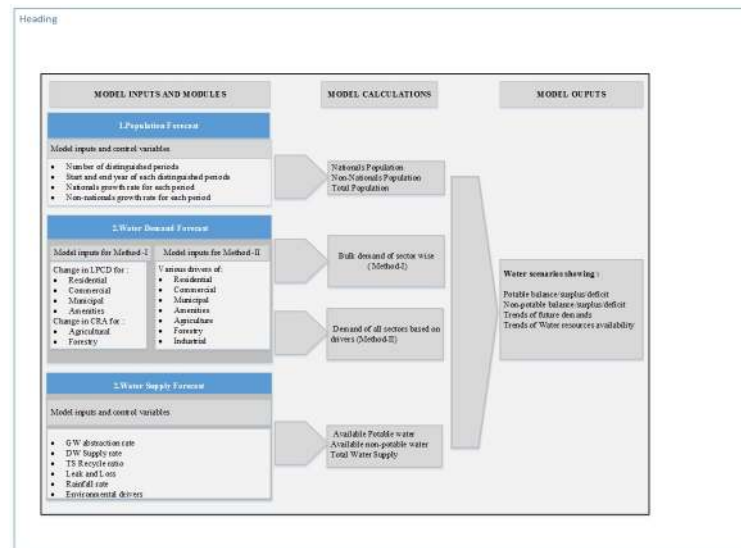 Heading
MODEL INPUTS AND MODULES
MODEL CALCULATIONS
MODEL OUPUTS
1.Population Forecast
Model inputs and control variables
• Number of distinguished periods
• Start and end year of each distinguished periods
• Nationals growth rate for each period
• Non-nationals growth rate for each period
Nationals Population
Non-Nationals Population
Total Population
2.Water Demand Forecast
Model inputs for Method-I
Change in LPCD for :
• Residential
• Commercial
• Municipal
• Amenities
Change in CRA for :
• Agricultural
• Forestry
Model inputs for Method-II
Various drivers of:
• Residential
• Commercial
• Municipal
• Amenities
• Agriculture
• Forestry
• Industrial
Bulk demand of sector wise
(Method-I)
Demand of all sectors based on
drivers (Method-II)
2.Water Supply Forecast
Model inputs and control variables
• GW abstraction rate
• DW Supply rate
• TS Recycle ratio
• Leak and Loss
• Rainfall rate
• Environmental drivers
Available Potable water
Available non-potable water
Total Water Supply
Water scenarios showing :
Potable balance/surplus/deficit
Non-potable balance/surplus/deficit
Trends of future demands
Trends of Water resources availability